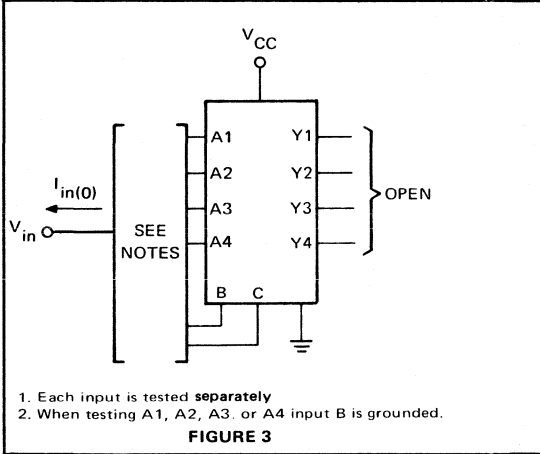 VCC
A1
Y1
A2
Y2
Iin(0)
A3
Y3
OPEN
Vin
SEE
NOTES
A4
Y4
B
C
1. Each input is tested separately
2. When testing A1, A2, A3. or A4 input B is grounded.
FIGURE 3